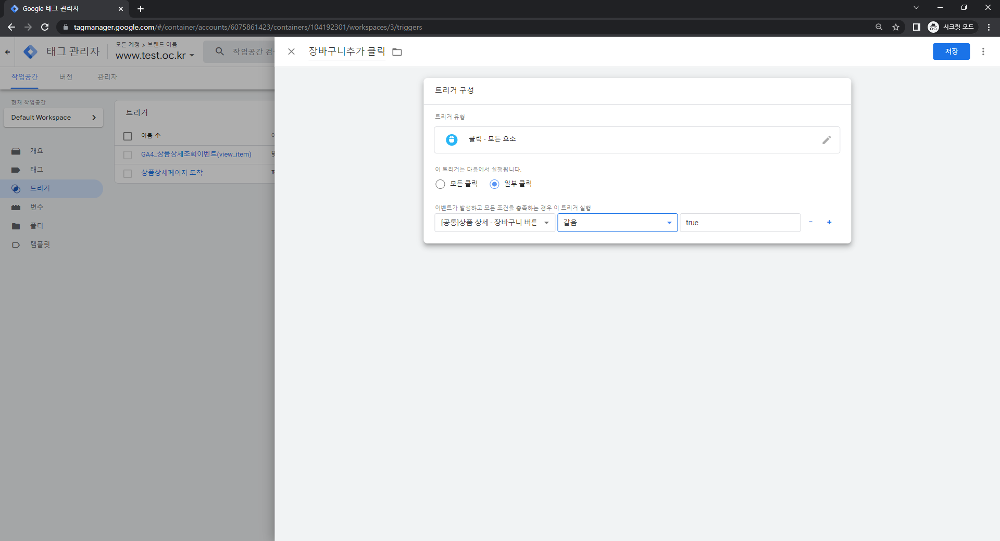 Google 태그 관리자
tagmanager.google.com/#/container/accounts/6075861423/containers/104192301/workspaces/3/triggers
시크릿 모드
태그 관리자
모든 계정 > 브랜드 이름
www.test.oc.kr
작업공간 검
장바구니추가 클릭
저장
작업공간
버전
관리자
현재 작업공간
Default Workspace
개요
태그
트리거
변수
폴더
템플릿
트리거
이름
GA4_상품상세조회이벤트(view_item)
상품상세페이지 도착
트리거 구성
트리거 유형
클릭 - 모든 요소
이 트리거는 다음에서 실행됩니다.
모든 클릭
일부 클릭
이벤트가 발생하고 모든 조건을 충족하는 경우 이 트리거 실행
[공통]상품 상세 - 장바구니 버튼
같음
true
- +